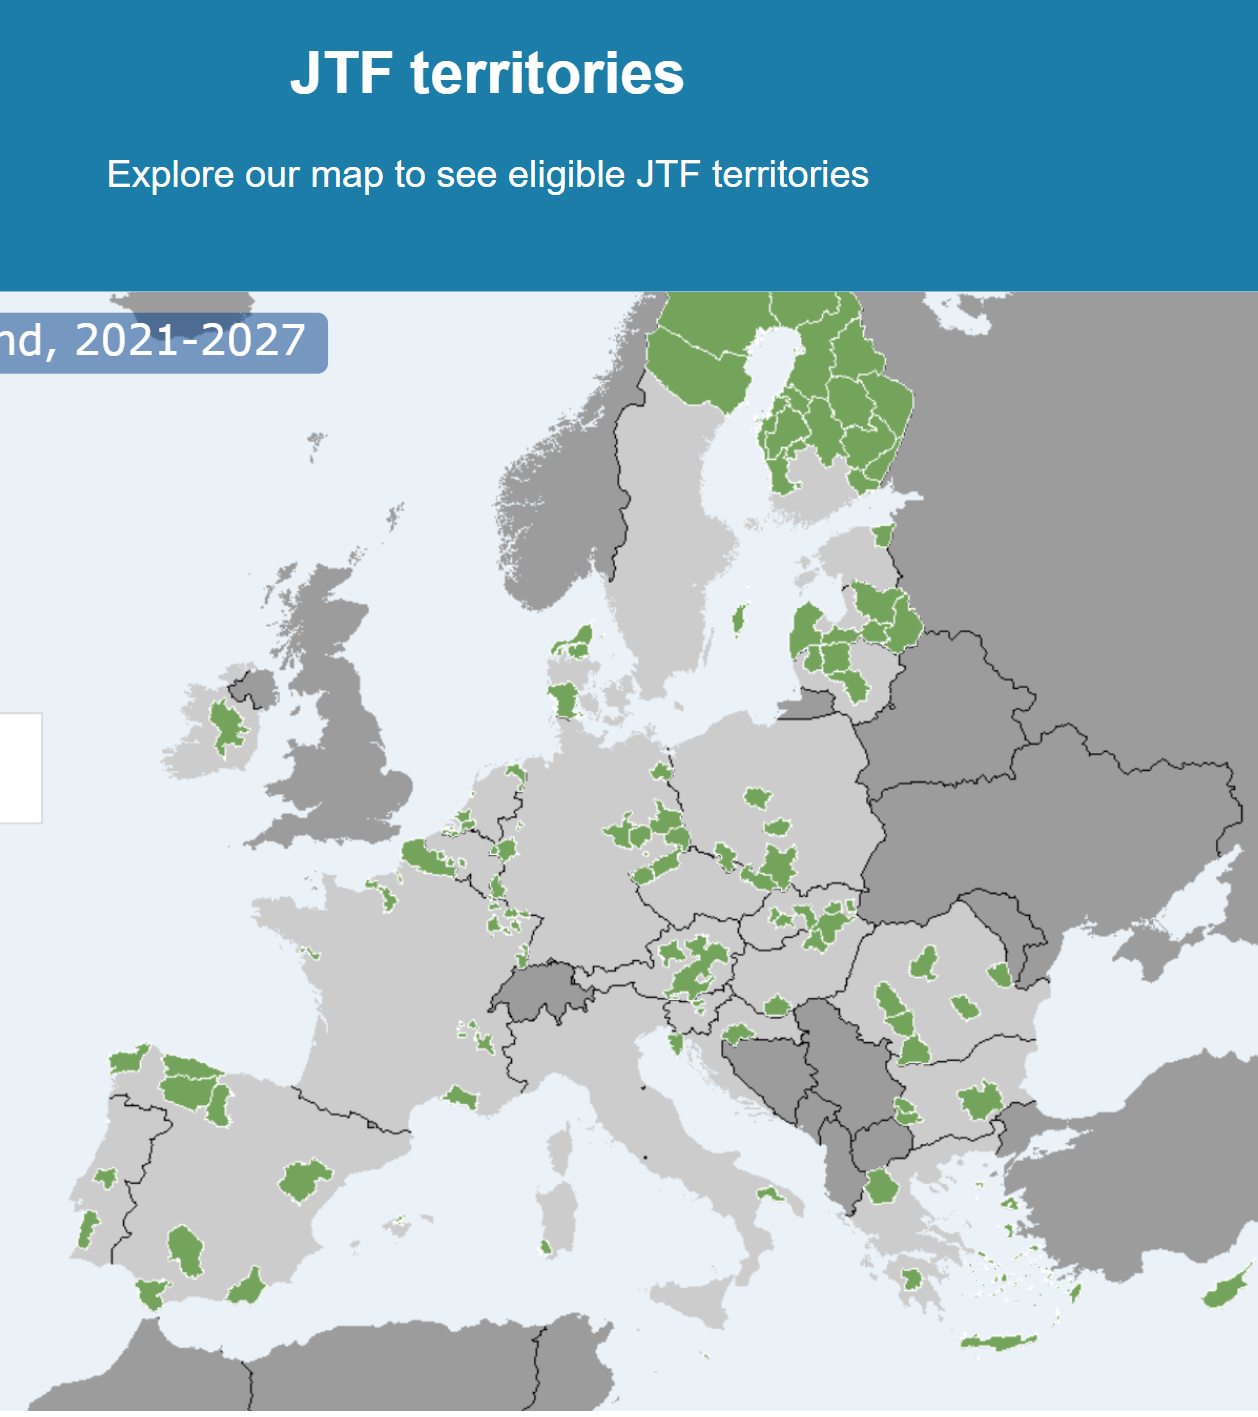 JTF territories
Explore our map to see eligible JTF territories
nd, 2021-2027